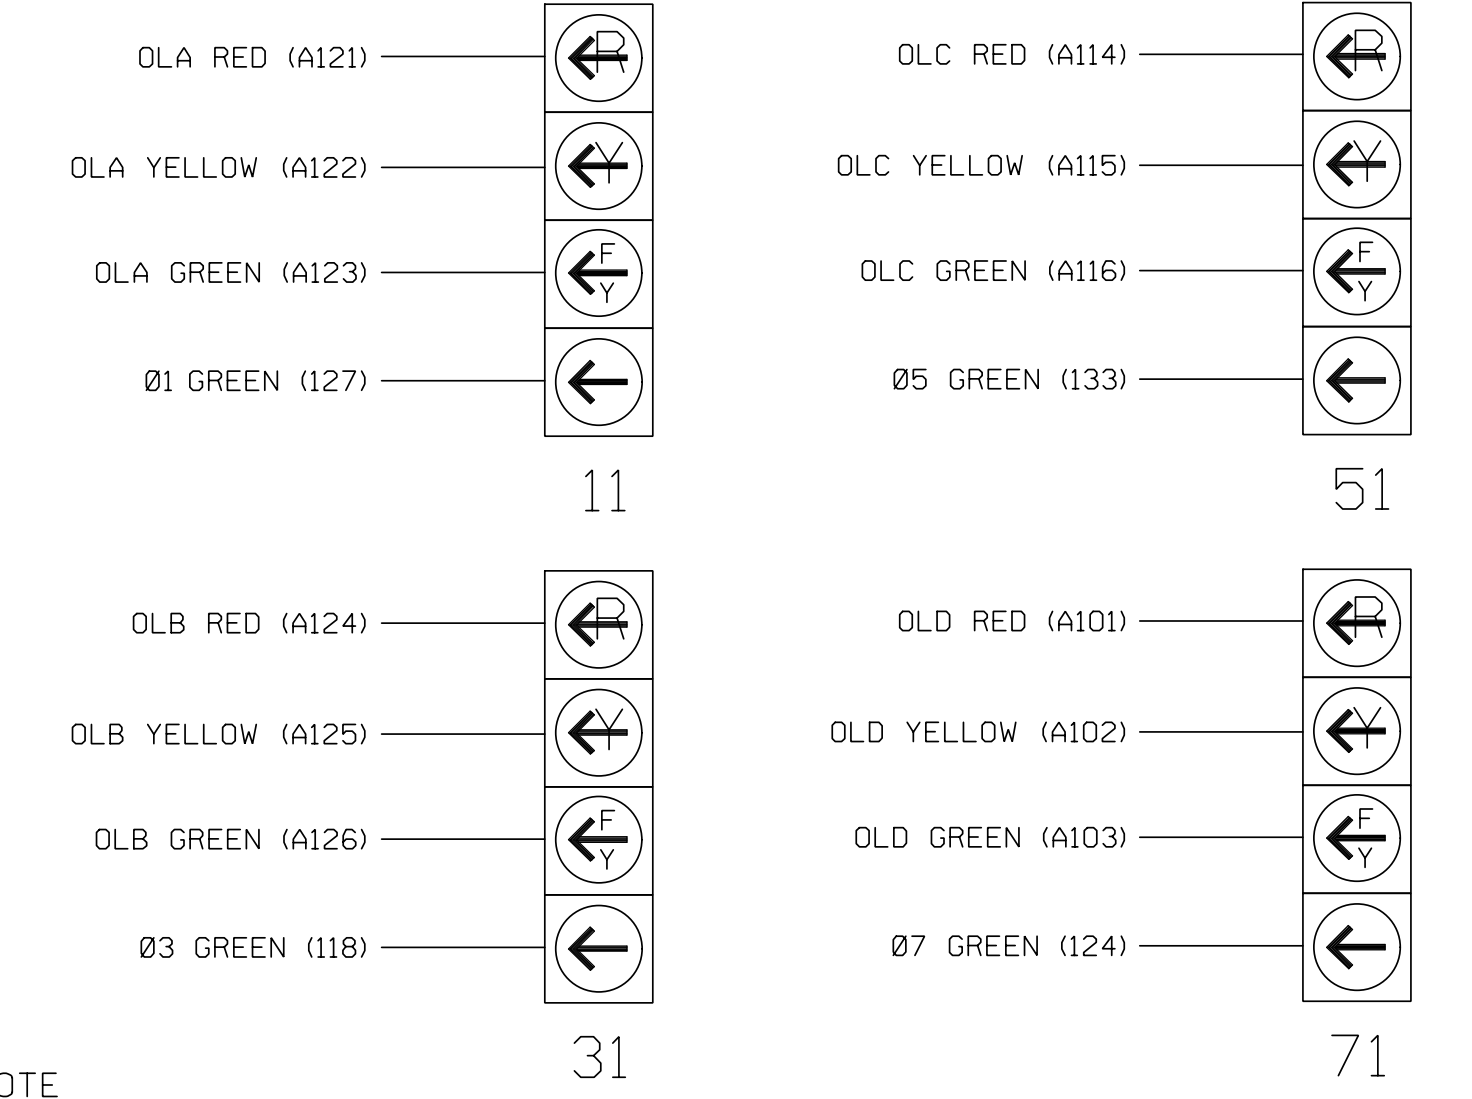 OLA RED (A121)
R
OLA YELLOW (A122)
Y
OLA GREEN (A123)
F
Y
Ø1 GREEN (127)
11
OLC RED (A114)
R
OLC YELLOW (A115)
Y
OLC GREEN (A116)
F
Y
Ø5 GREEN (133)
51
OLB RED (A124)
R
OLB YELLOW (A125)
Y
OLB GREEN (A126)
F
Y
Ø3 GREEN (118)
31
OLD RED (A101)
R
OLD YELLOW (A102)
Y
OLD GREEN (A103)
F
Y
Ø7 GREEN (124)
71
OTE